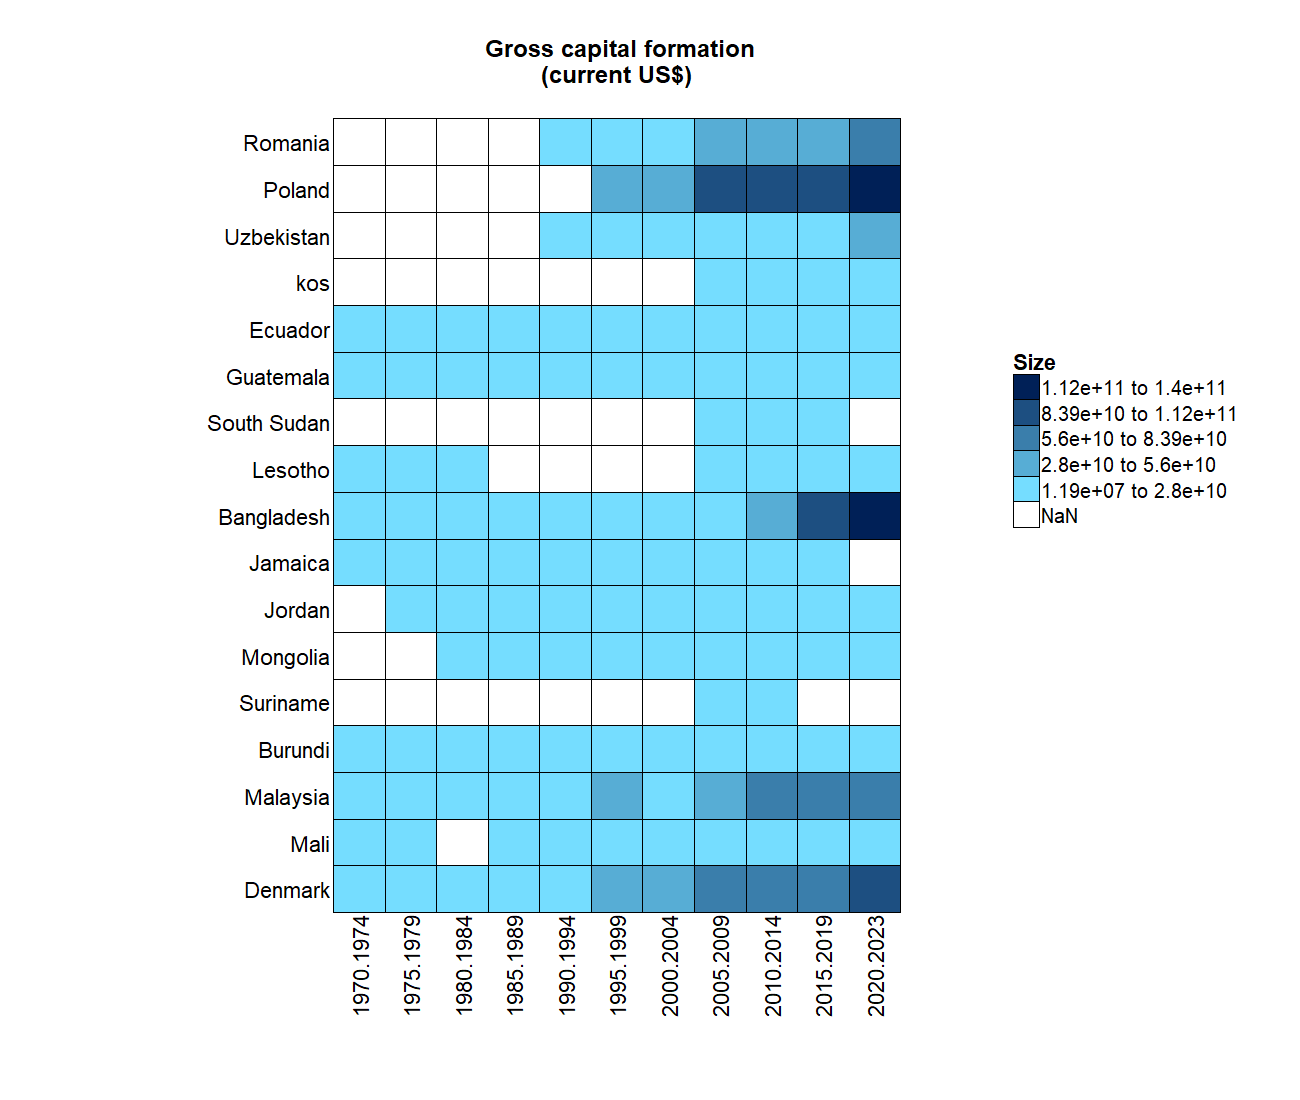 Gross capital formation
(current US$)
Romania
Poland
Uzbekistan
kos
Ecuador
Guatemala
South Sudan
Lesotho
Bangladesh
Jamaica
Jordan
Mongolia
Suriname
Burundi
Malaysia
Mali
Denmark
1970.1974
1975.1979
1980.1984
1985.1989
1990.1994
1995.1999
2000.2004
2005.2009
2010.2014
2015.2019
2020.2023
Size
1.12e+11 to 1.4e+11
8.39e+10 to 1.12e+11
5.6e+10 to 8.39e+10
2.8e+10 to 5.6e+10
1.19e+07 to 2.8e+10
NaN